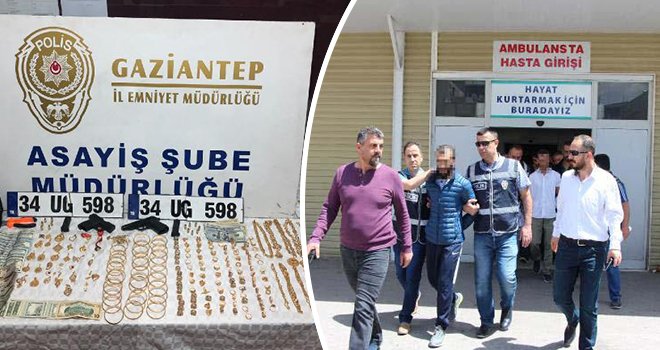 POLİS
GAZİANTEP
İL EMNİYET MÜDÜRLÜĞÜ
ASAYİŞ ŞUBE
MÜDÜRLÜĞÜ
34 UG 598
34 UG 598
AMBULANSTA
HASTA GİRİŞİ
HAYAT
KURTARMAK İÇİN
BURADAYIZ